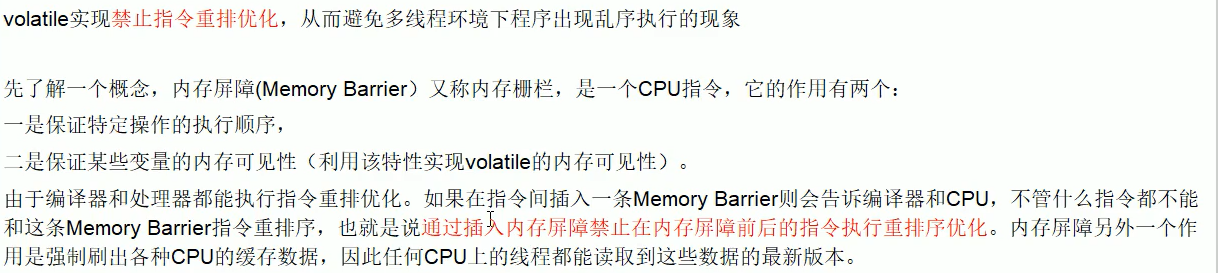 volatile实现禁止指令重排优化，从而避免多线程环境下程序出现乱序执行的现象
先了解一个概念，内存屏障(Memory Barrier）又称内存栅栏，是一个CPU指令，它的作用有两个：
一是保证特定操作的执行顺序，
二是保证某些变量的内存可见性（利用该特性实现volatile的内存可见性）。
由于编译器和处理器都能执行指令重排优化。如果在指令间插入一条Memory Barrier则会告诉编译器和CPU，不管什么指令都不能
和这条Memory Barrier指令重排序，也就是说通过插入内存屏障禁止在内存屏障前后的指令执行重排序优化。内存屏障另外一个作
用是强制刷出各种CPU的缓存数据，因此任何CPU上的线程都能读取到这些数据的最新版本。